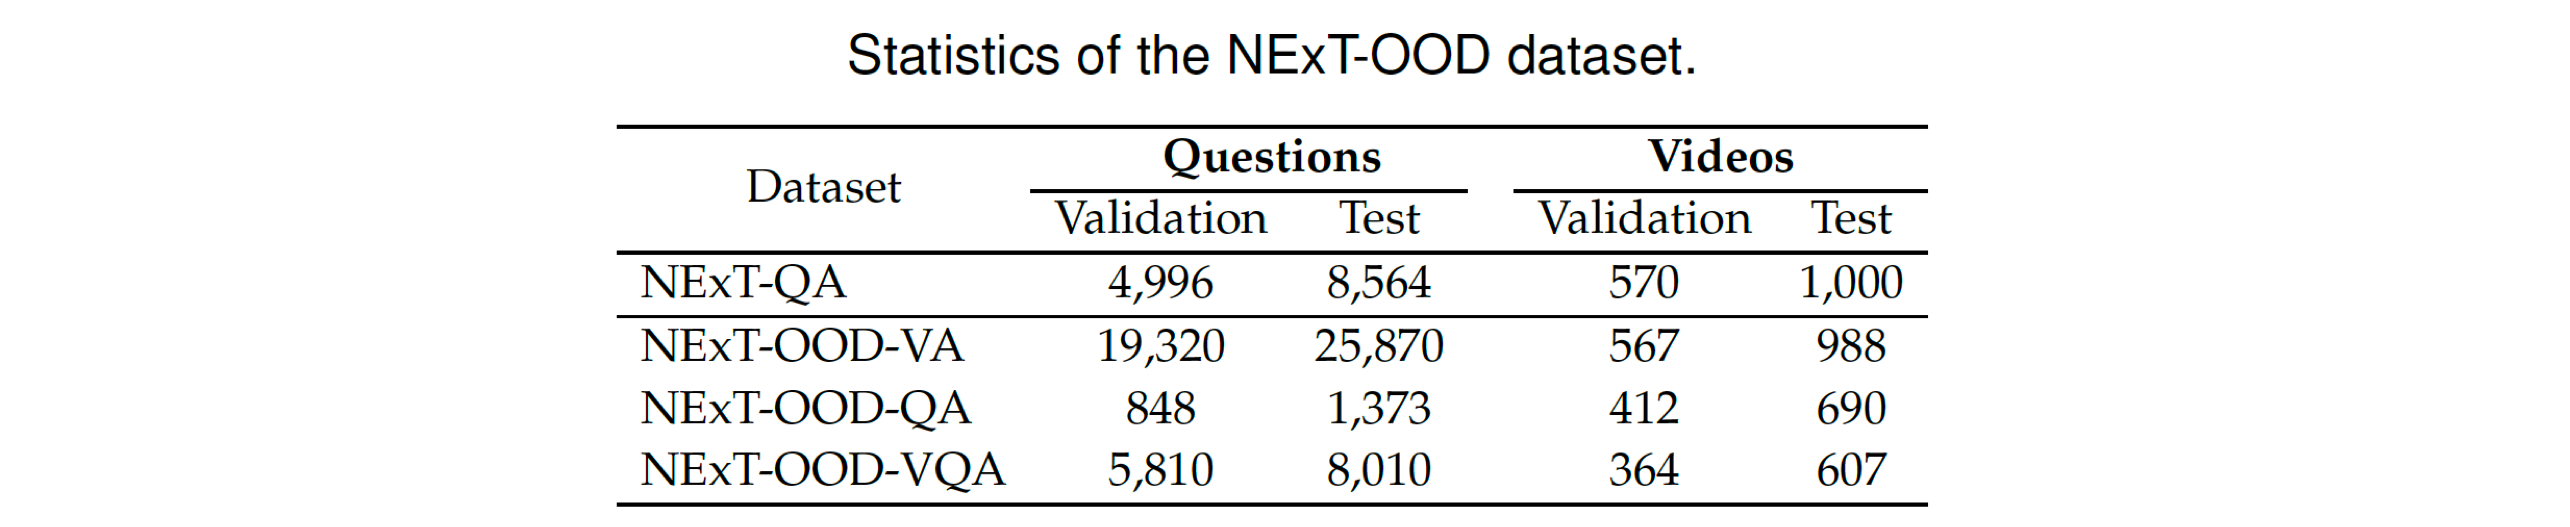 Statistics of the NExT-OOD dataset.
Dataset Questions Videos
Validation Test Validation Test
NExT-QA 4,996 8,564 570 1,000
NExT-OOD-VA 19,320 25,870 567 988
NExT-OOD-QA 848 1,373 412 690
NExT-OOD-VQA 5,810 8,010 364 607